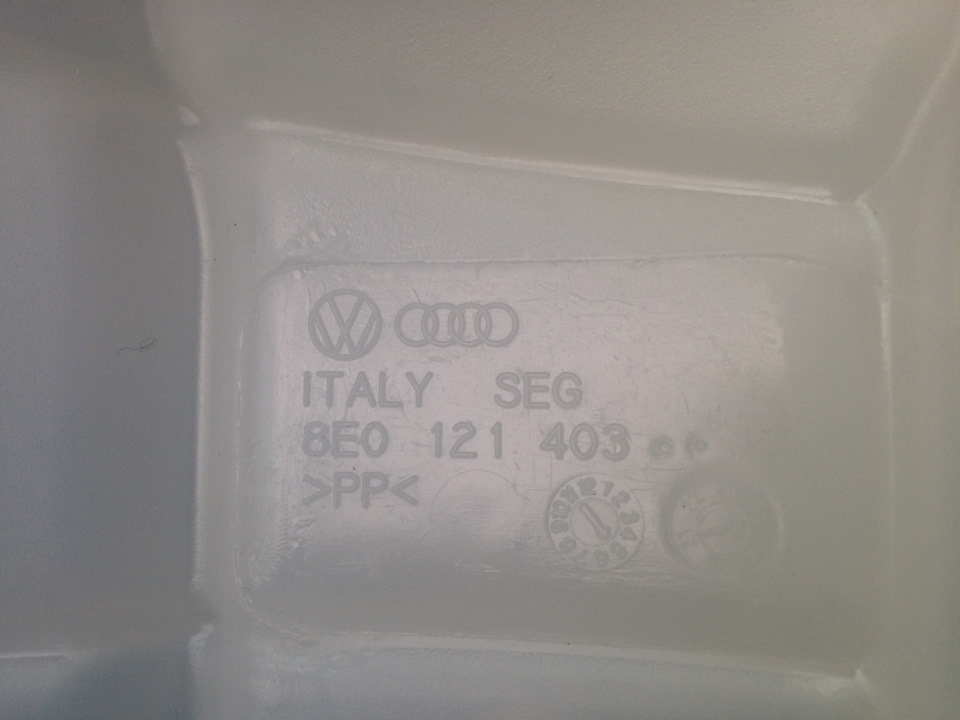 ITALY SEG
8E0 121 403
>PP<